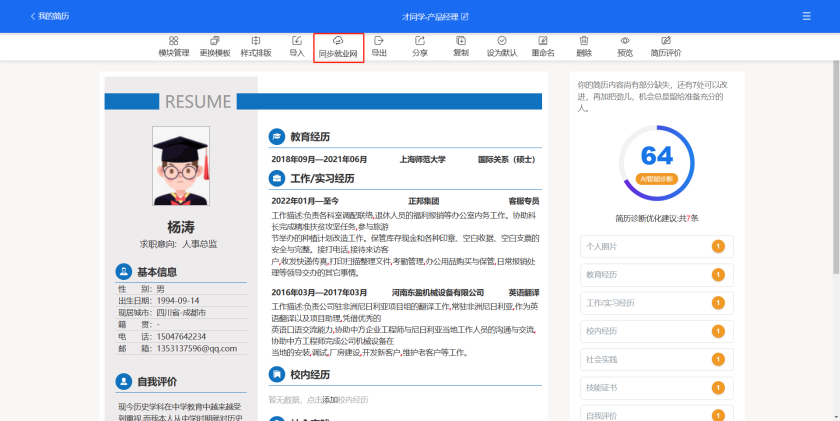 我的简历
才同学-产品经理
模块管理 更换模板 样式排版 导入 同步就业网 导出 分享 复制 设为默认 重命名 删除 预览 简历评价
RESUME
杨涛
求职意向：人事总监
基本信息
性 别：男
出生日期：1994-09-14
现居城市：四川省-成都市
籍 贯：-
电 话：15047642234
邮 箱：1353137596@qq.com
自我评价
现今历史学科在中学教育中越来越受
到重视,而我本人从中学时期就对历史
教育经历
2018年09月—2021年06月 上海师范大学 国际关系（硕士）
工作/实习经历
2022年01月—至今 正邦集团 客服专员
工作描述:负责各科室调配联络,退休人员的福利报销等办公室内务工作。协助科
长完成精准扶贫攻坚任务,参与旅游
节举办的种植计划改造工作。保管库存现金和各种印章、空白收据、空白支票的
安全与完整。接打电话,接待来访客
户,收发快递传真,打印扫描整理文件,考勤管理,办公用品购买与保管,日常报销处
理等领导交办的其它事情。
2016年03月—2017年03月 河南东盈机械设备有限公司 英语翻译
工作描述:负责公司驻非洲尼日利亚项目组的翻译工作,常驻非洲尼日利亚,作为英
语翻译以及项目助理,凭借优秀的
英语口语交流能力,协助中方企业工程师与尼日利亚当地工作人员的沟通与交流,
协助中方工程师完成公司机械设备在
当地的安装,调试,厂房建设,开发新客户,维护老客户等工作。
校内经历
暂无数据，点击添加校内经历
你的简历内容尚有部分缺失，还有7处可以改
进，再加把劲儿，机会总是留给准备充分的
人。
64
AI智能诊断
简历诊断优化建议:共7条
个人照片 1
教育经历 1
工作/实习经历 1
校内经历 1
社会实践 1
技能证书 1
自我评价 1